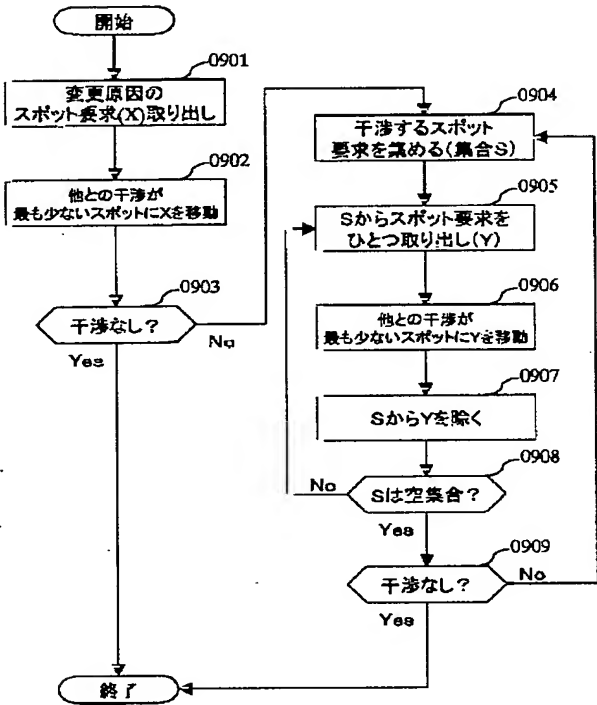 開始
0901
変更原因の
スポット要求(X)取り出し
0902
他との干渉が
最も少ないスポットにXを移動
0903
干渉なし？
No
Yes
0904
干渉するスポット
要求を集める(集合S)
0905
Sからスポット要求を
ひとつ取り出し(Y)
0906
他との干渉が
最も少ないスポットにYを移動
0907
SからYを除く
0908
Sは空集合？
No
Yes
0909
干渉なし？
No
Yes
終了